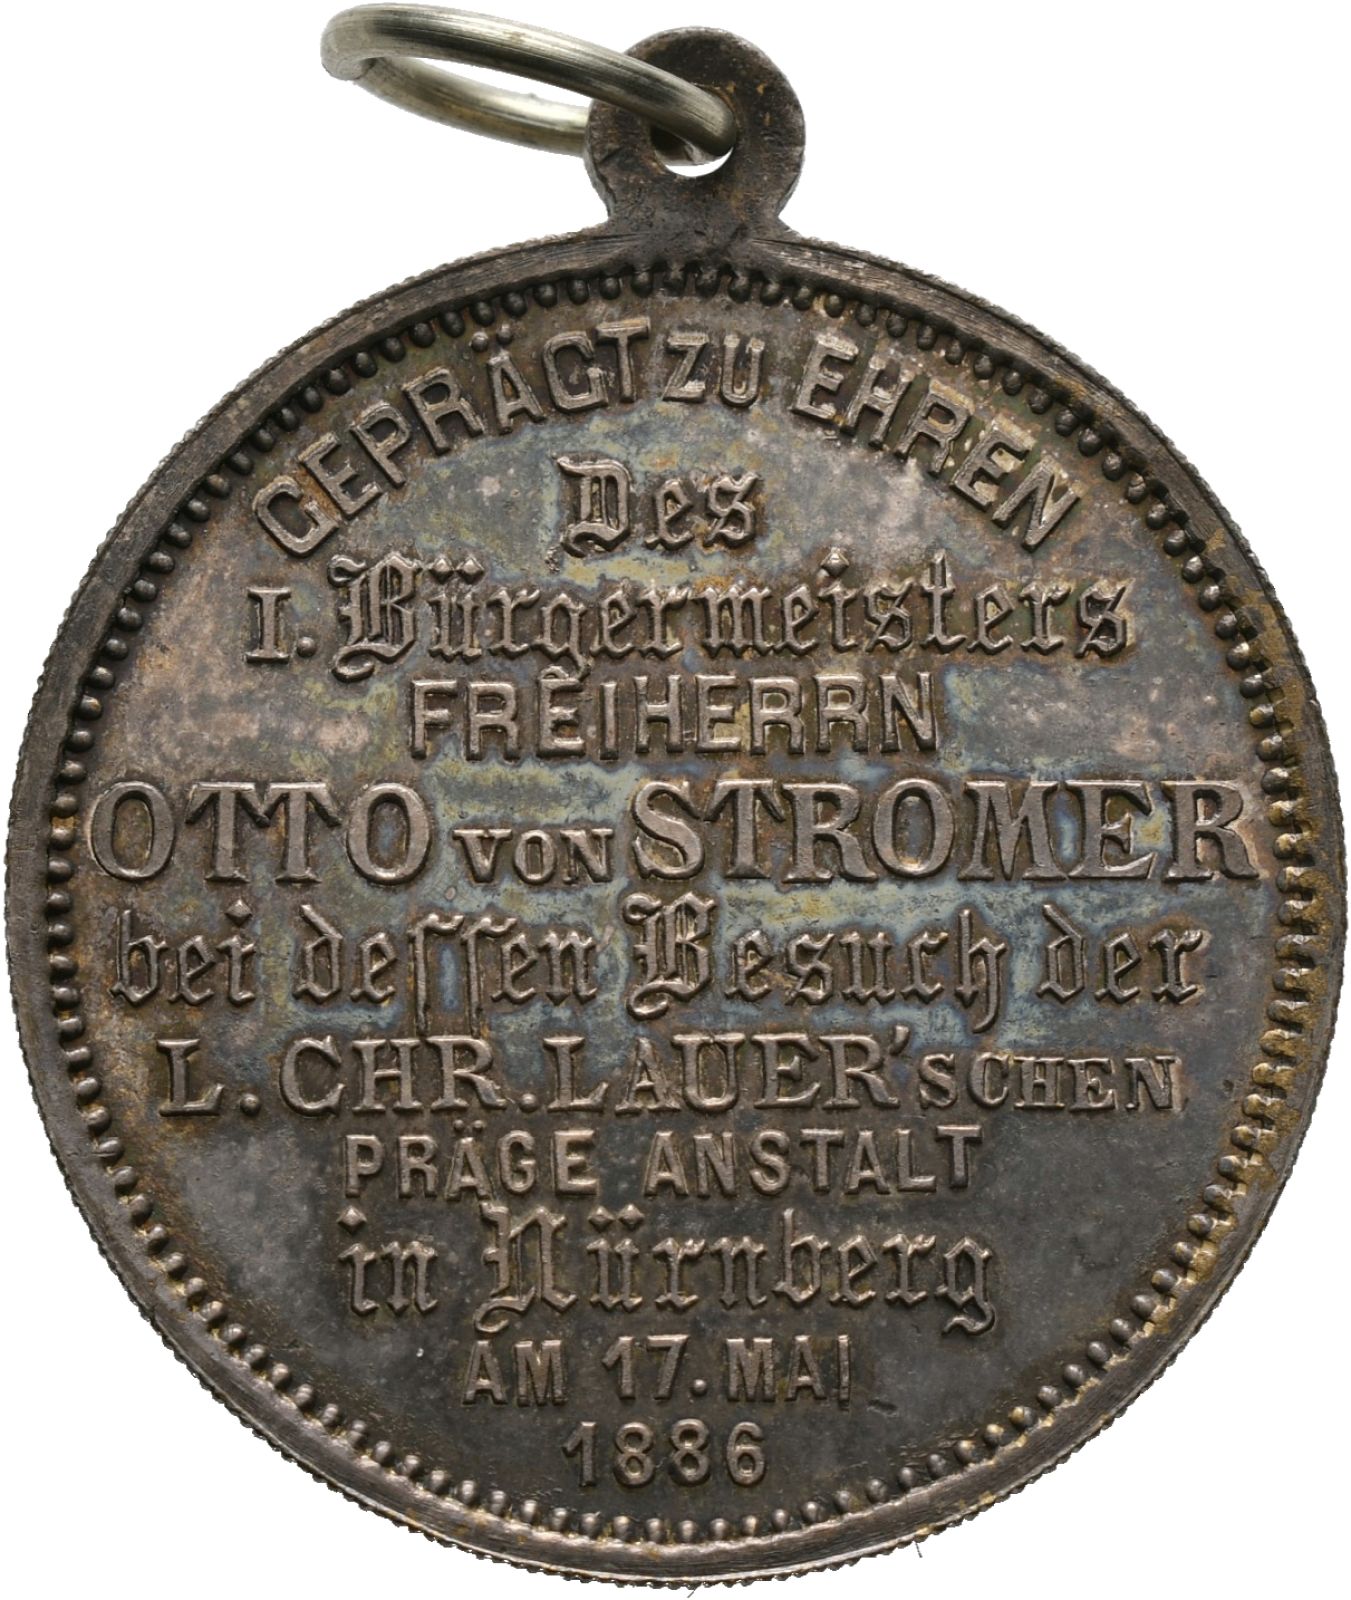 GEPRÄGT ZU EHREN
Des
I. Bürgermeisters
FREIHERRN
OTTO VON STROMER
bei dessen Besuch der
L. CHR. LAUER'SCHEN
PRÄGE ANSTALT
in Nürnberg
AM 17. MAI
1886